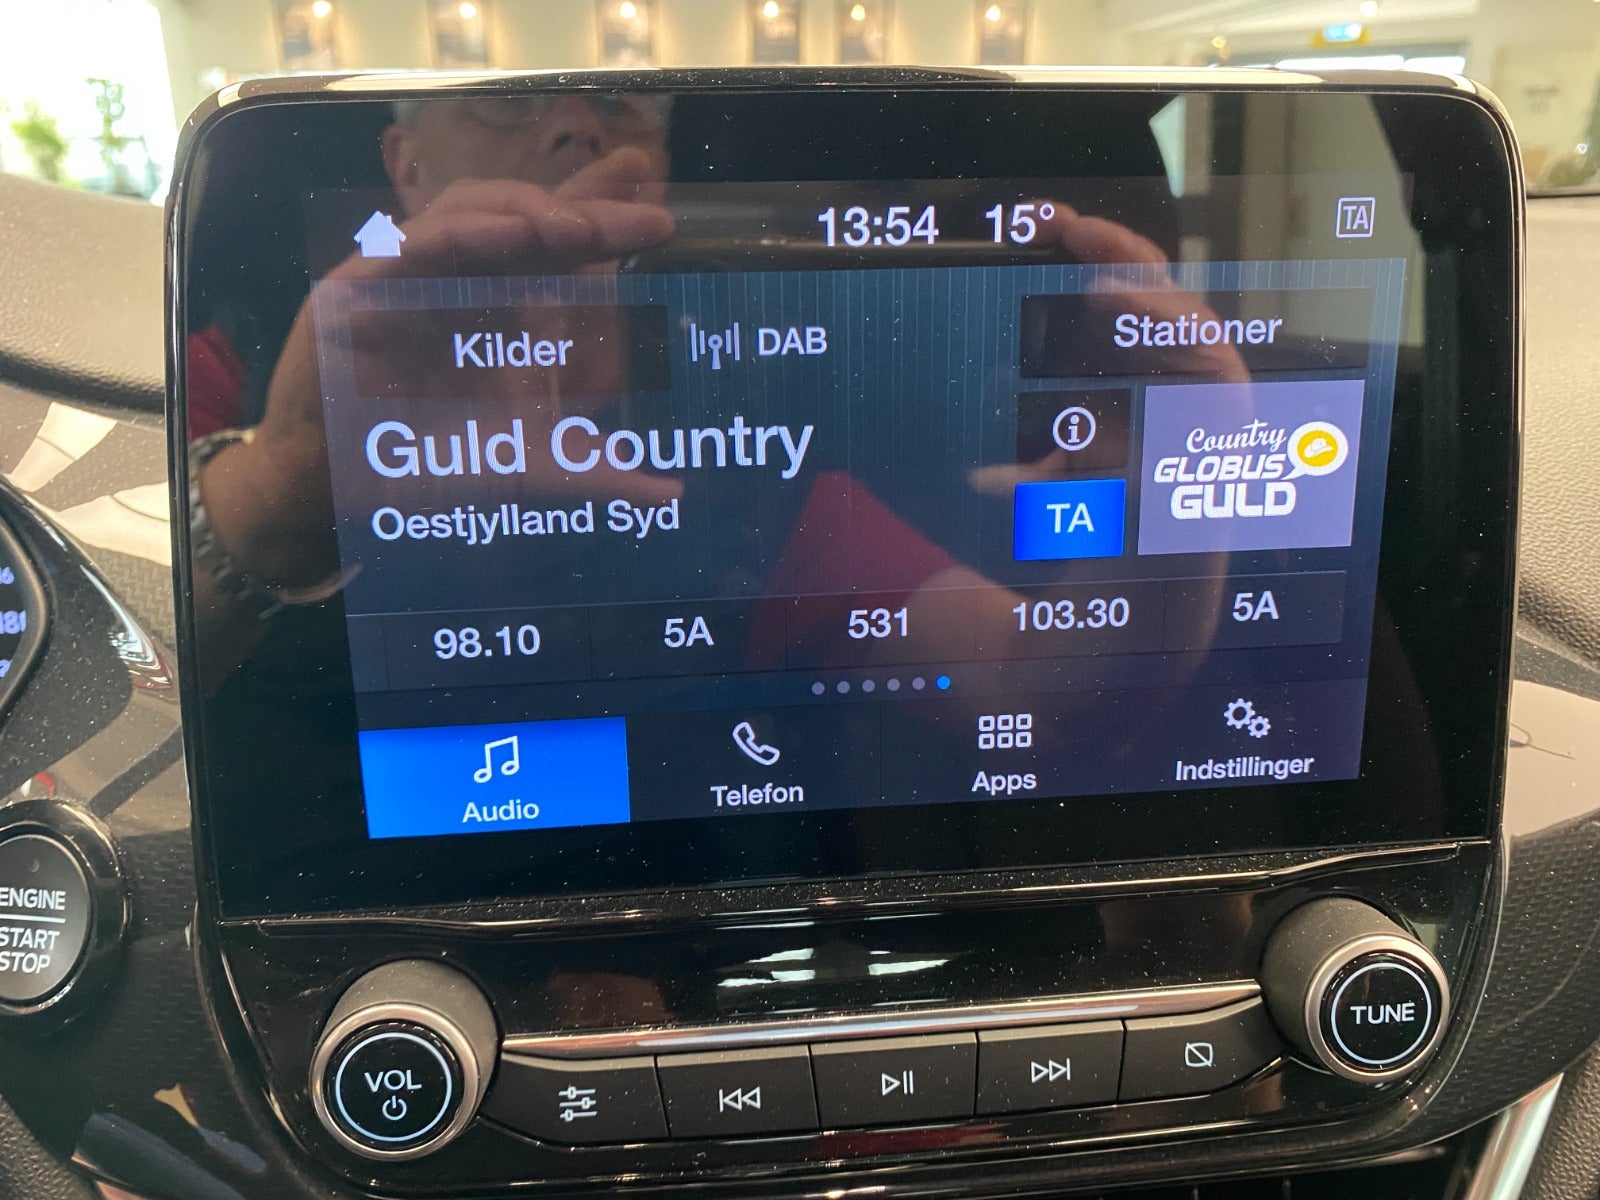 13:54 15° TA
Kilder DAB Stationer
Guld Country
Oestjylland Syd
TA
Country
GLOBUS
GULD
98.10 5A 531 103.30 5A
Audio Telefon Apps Indstillinger
ENGINE
START
STOP
VOL
TUNE